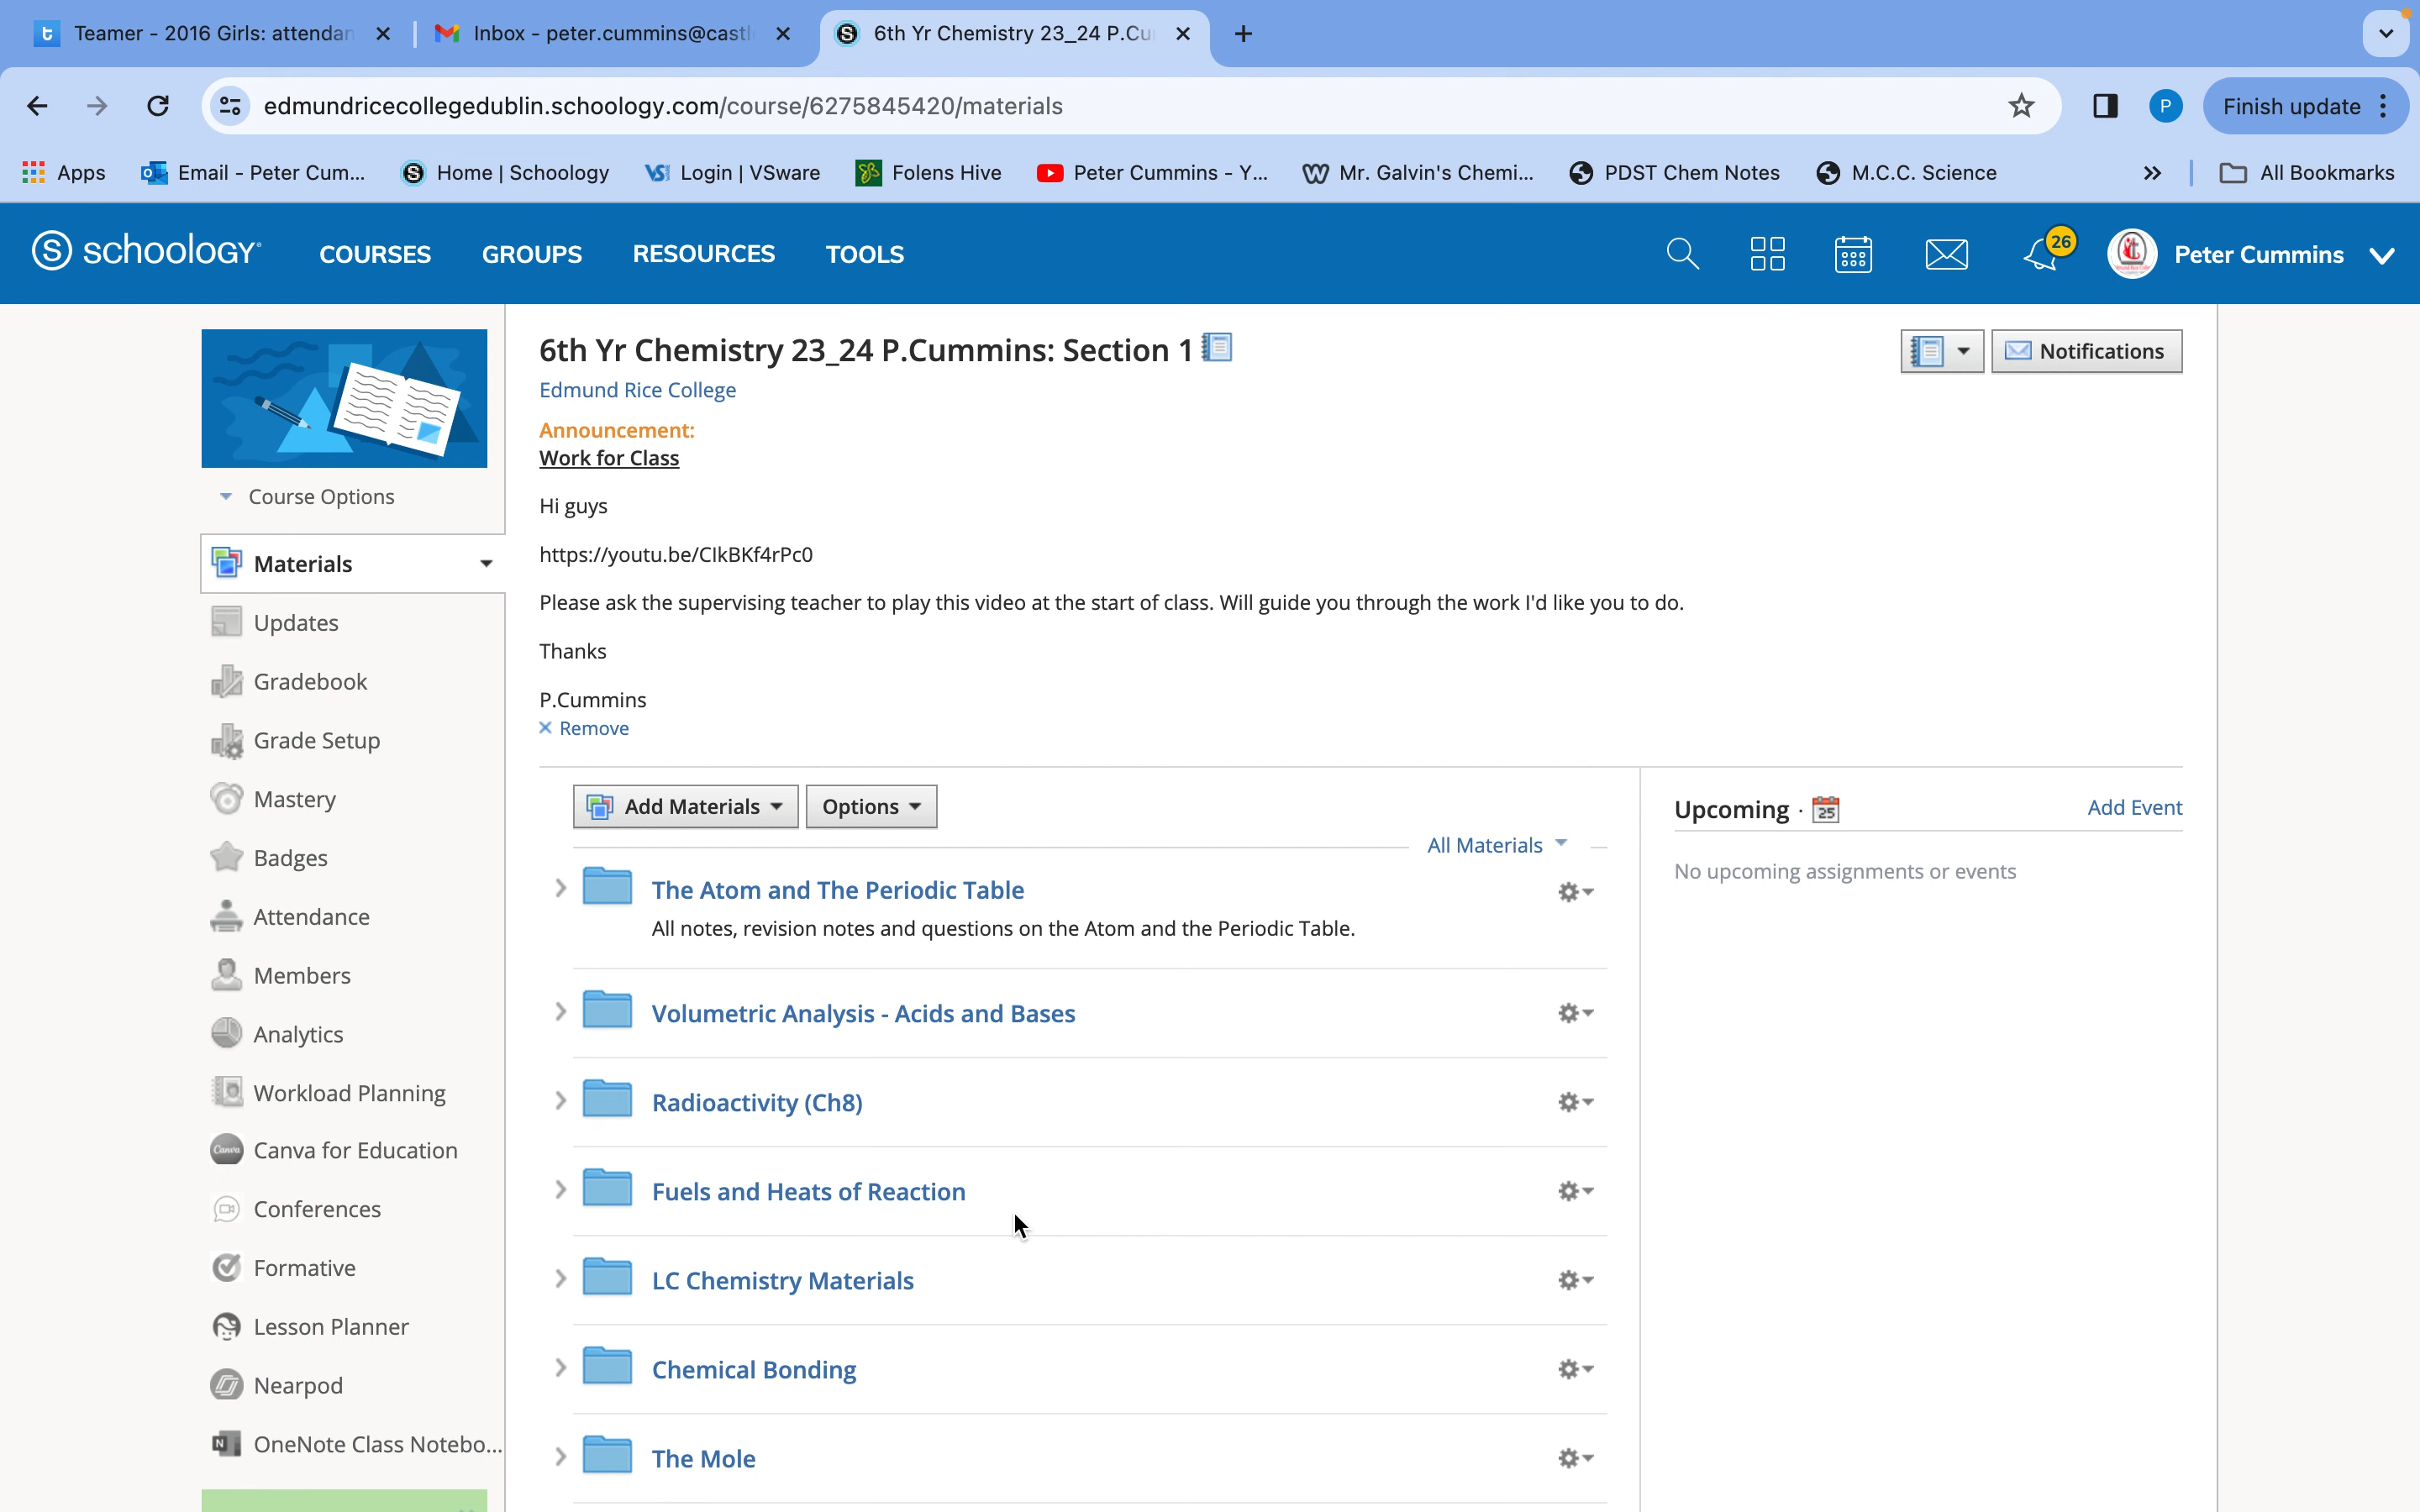 Teamer - 2016 Girls: attendan
Inbox - peter.cummins@castl
6th Yr Chemistry 23_24 P.Cu
edmundricecollegedublin.schoology.com/course/6275845420/materials
P
Finish update
Apps
Email - Peter Cum...
Home | Schoology
Login | VSware
Folens Hive
Peter Cummins - Y...
Mr. Galvin's Chemi...
PDST Chem Notes
M.C.C. Science
All Bookmarks
schoology
COURSES
GROUPS
RESOURCES
TOOLS
26
Peter Cummins
Course Options
Materials
Updates
Gradebook
Grade Setup
Mastery
Badges
Attendance
Members
Analytics
Workload Planning
Canva for Education
Conferences
Formative
Lesson Planner
Nearpod
OneNote Class Notebo...
6th Yr Chemistry 23_24 P.Cummins: Section 1
Notifications
Edmund Rice College
Announcement:
Work for Class
Hi guys
https://youtu.be/ClkBKf4rPc0
Please ask the supervising teacher to play this video at the start of class. Will guide you through the work I'd like you to do.
Thanks
P.Cummins
Remove
Add Materials
Options
All Materials
The Atom and The Periodic Table
All notes, revision notes and questions on the Atom and the Periodic Table.
Volumetric Analysis - Acids and Bases
Radioactivity (Ch8)
Fuels and Heats of Reaction
LC Chemistry Materials
Chemical Bonding
The Mole
Upcoming · 25
Add Event
No upcoming assignments or events